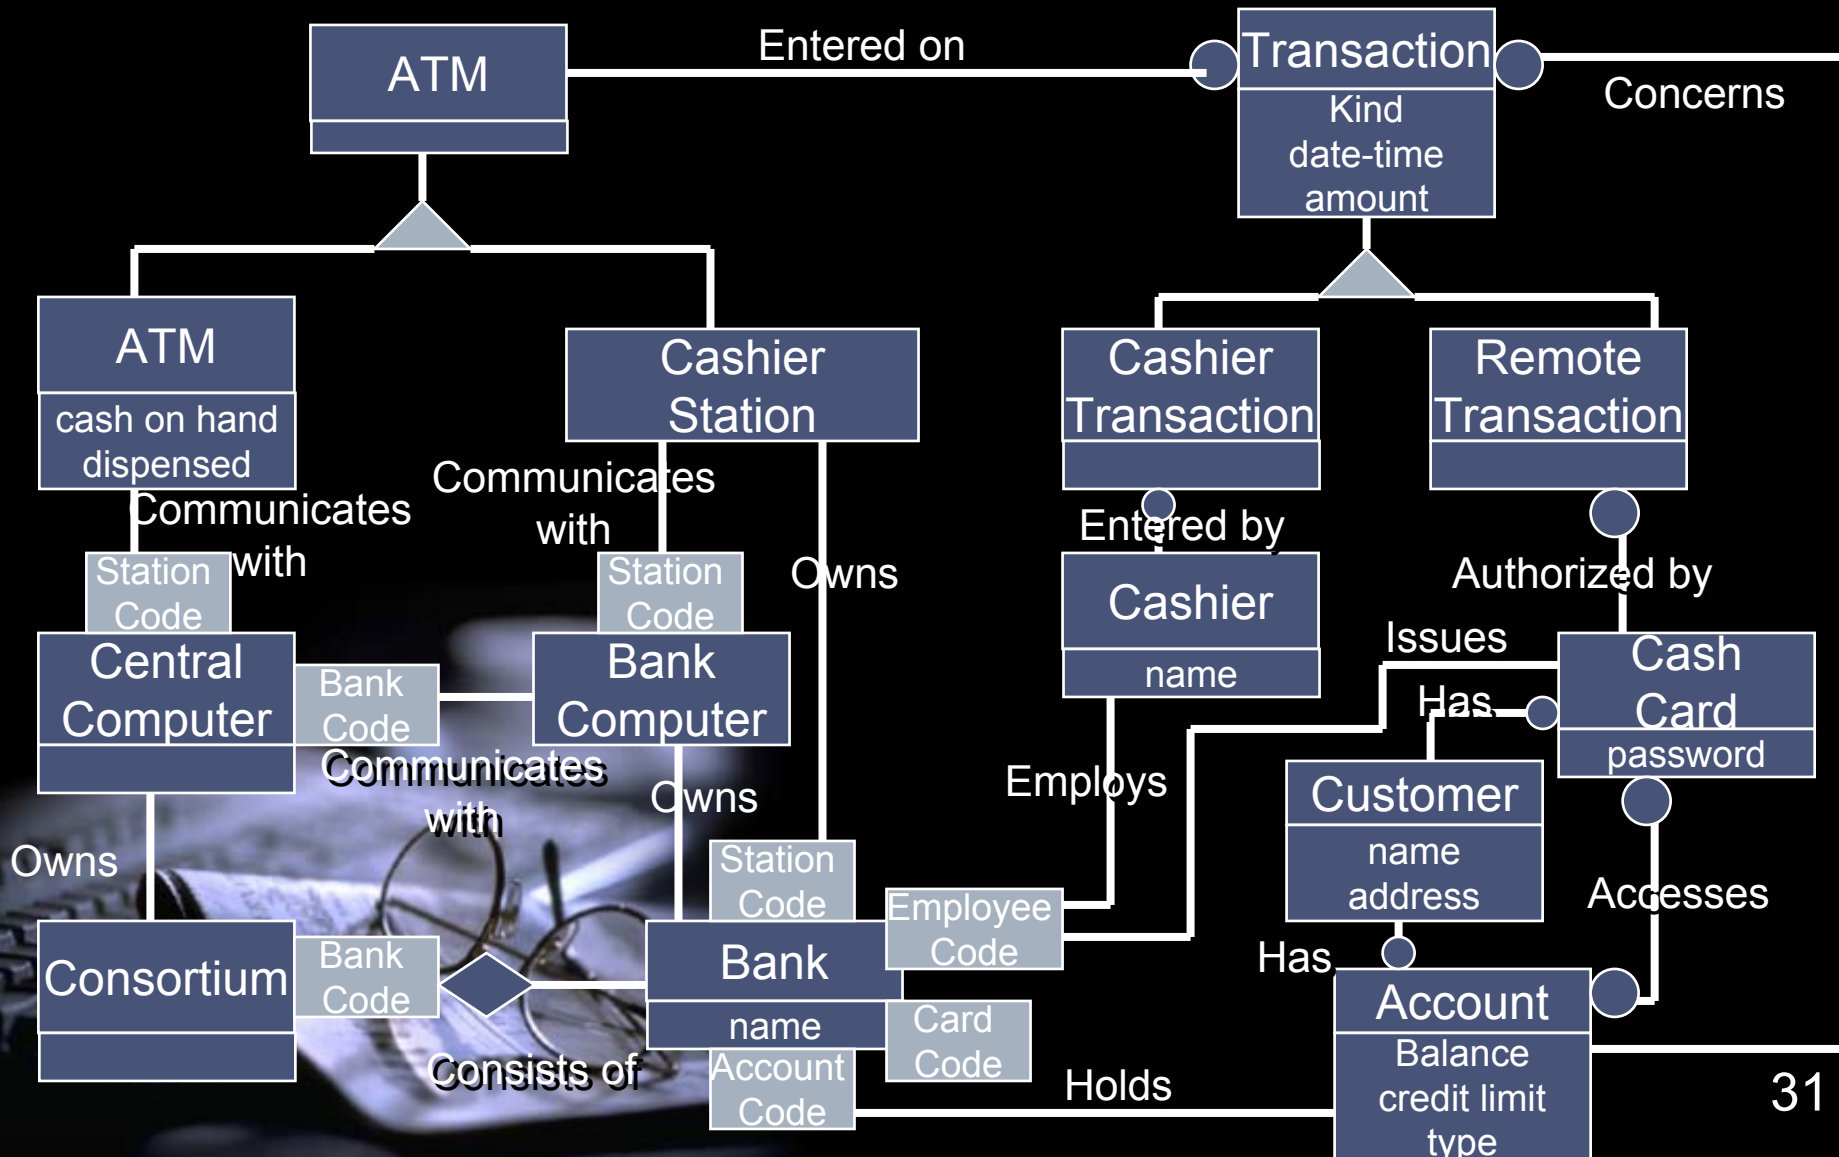 ATM
Entered on
Transaction
Kind
date-time
amount
Concerns
ATM
cash on hand
dispensed
Cashier
Station
Cashier
Transaction
Remote
Transaction
Communicates
with
Communicates
with
Owns
Entered by
Authorized by
Station
Code
Station
Code
Cashier
name
Issues
Has
Cash
Card
password
Central
Computer
Bank
Code
Bank
Computer
Communicates
with
Owns
Employs
Customer
name
address
Owns
Station
Code
Employee
Code
Accesses
Consortium
Bank
Code
Consists of
Bank
name
Card
Code
Account
Code
Has
Account
Balance
credit limit
type
Holds
31